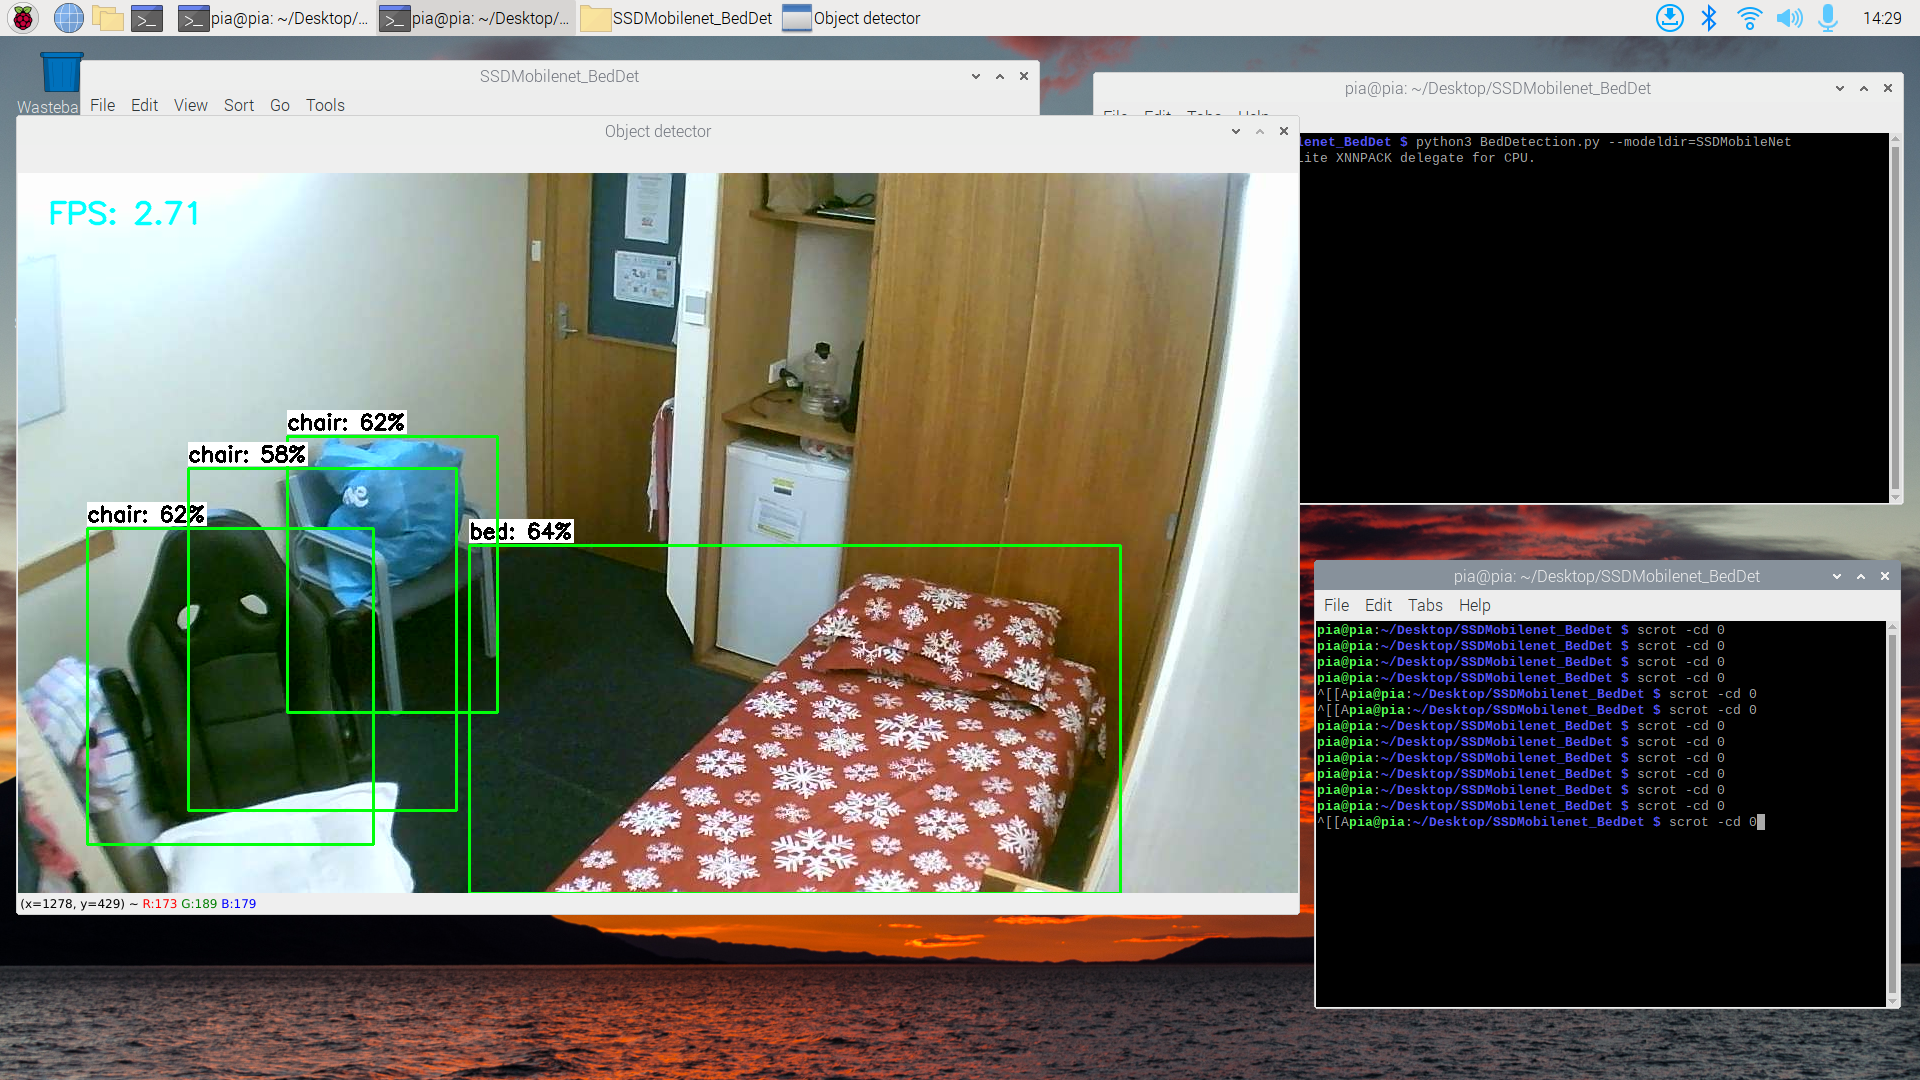 pia@pia: ~/Desktop/...
pia@pia: ~/Desktop/...
SSDMobilenet_BedDet
Object detector
14:29
Wasteba
SSDMobilenet_BedDet
File Edit View Sort Go Tools
pia@pia: ~/Desktop/SSDMobilenet_BedDet
File Edit Tabs Help
lenet_BedDet $ python3 BedDetection.py --modeldir=SSDMobileNet
Lite XNNPACK delegate for CPU.
Object detector
FPS: 2.71
chair: 62%
chair: 58%
chair: 62%
bed: 64%
(x=1278, y=429) ~ R:173 G:189 B:179
pia@pia: ~/Desktop/SSDMobilenet_BedDet
File Edit Tabs Help
pia@pia:~/Desktop/SSDMobilenet_BedDet $ scrot -cd 0
pia@pia:~/Desktop/SSDMobilenet_BedDet $ scrot -cd 0
pia@pia:~/Desktop/SSDMobilenet_BedDet $ scrot -cd 0
pia@pia:~/Desktop/SSDMobilenet_BedDet $ scrot -cd 0
^[[Apia@pia:~/Desktop/SSDMobilenet_BedDet $ scrot -cd 0
^[[Apia@pia:~/Desktop/SSDMobilenet_BedDet $ scrot -cd 0
pia@pia:~/Desktop/SSDMobilenet_BedDet $ scrot -cd 0
pia@pia:~/Desktop/SSDMobilenet_BedDet $ scrot -cd 0
pia@pia:~/Desktop/SSDMobilenet_BedDet $ scrot -cd 0
pia@pia:~/Desktop/SSDMobilenet_BedDet $ scrot -cd 0
pia@pia:~/Desktop/SSDMobilenet_BedDet $ scrot -cd 0
pia@pia:~/Desktop/SSDMobilenet_BedDet $ scrot -cd 0
^[[Apia@pia:~/Desktop/SSDMobilenet_BedDet $ scrot -cd 0